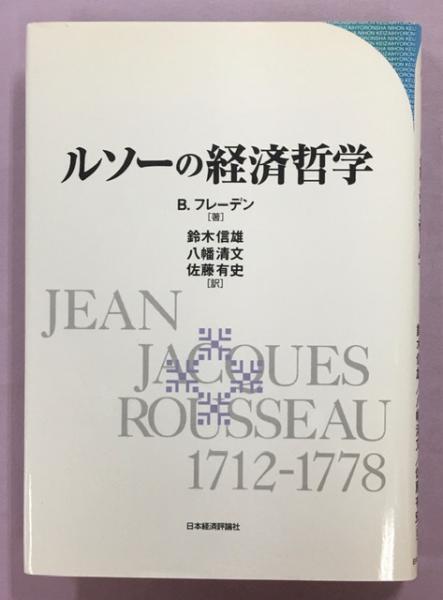 ルソーの経済哲学
B. フレーデン
[著]
鈴木信雄
八幡清文
佐藤有史
[訳]
JEAN
JACQUES
ROUSSEAU
1712-1778
日本経済評論社